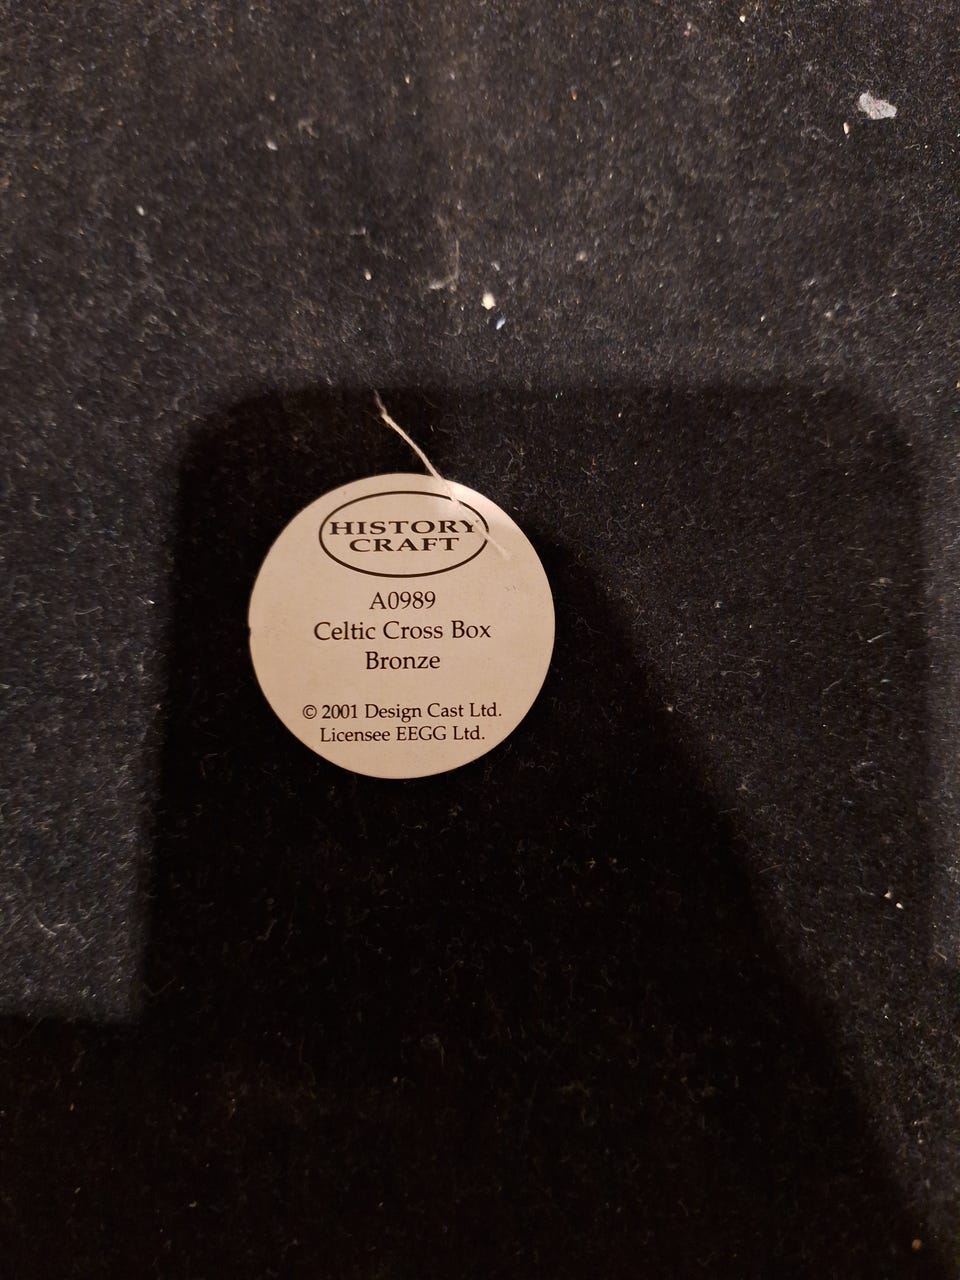 HISTORY
CRAFT
A0989
Celtic Cross Box
Bronze
© 2001 Design Cast Ltd.
Licensee EEGG Ltd.